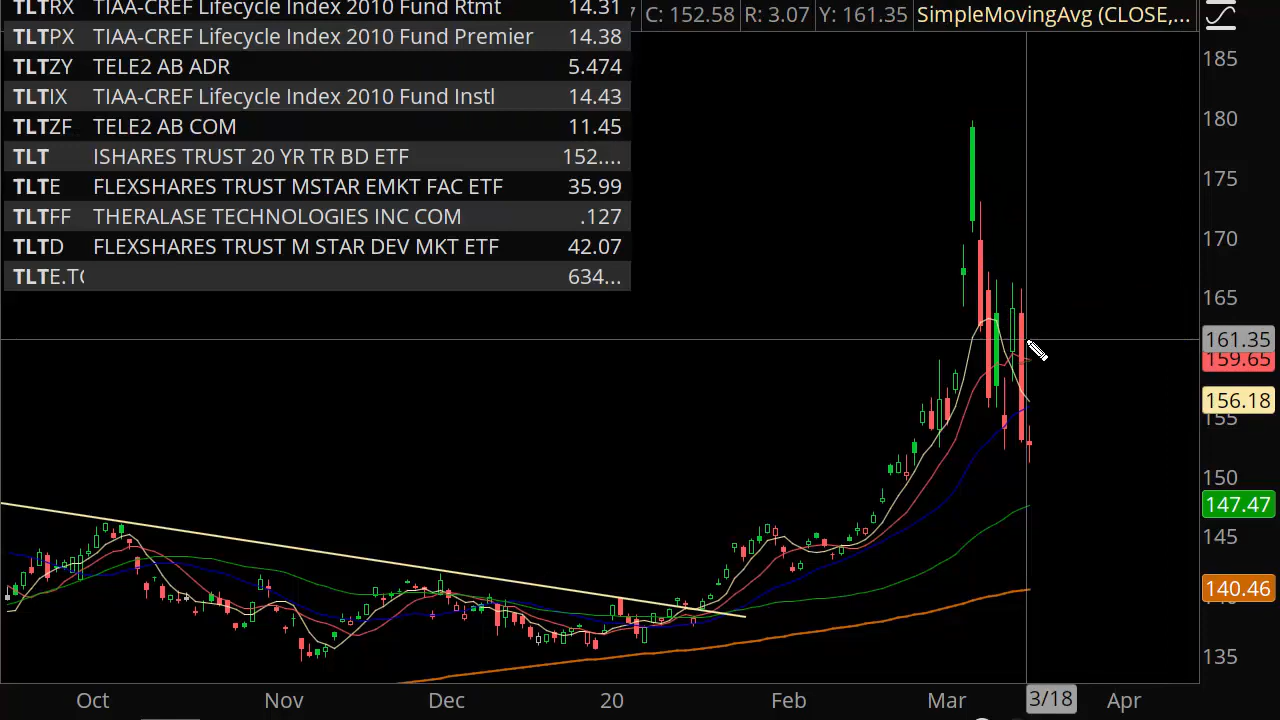 TLTRX TIAA-CREF Lifecycle Index 2010 Fund Rtmt 14.31
7 C: 152.58 R: 3.07 Y: 161.35 SimpleMovingAvg (CLOSE,...
TLTPX TIAA-CREF Lifecycle Index 2010 Fund Premier 14.38
TLTZY TELE2 AB ADR 5.474
TLTIX TIAA-CREF Lifecycle Index 2010 Fund Instl 14.43
TLTZF TELE2 AB COM 11.45
TLT ISHARES TRUST 20 YR TR BD ETF 152....
TLTE FLEXSHARES TRUST MSTAR EMKT FAC ETF 35.99
TLTFF THERALASE TECHNOLOGIES INC COM .127
TLTD FLEXSHARES TRUST M STAR DEV MKT ETF 42.07
TLTE.TO 634...
185
180
175
170
165
161.35
159.65
156.18
155
150
147.47
145
140.46
135
Oct Nov Dec 20 Feb Mar 3/18 Apr